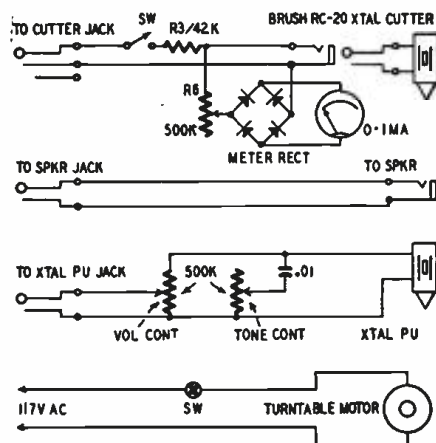 BRUSH RC-20 XTAL CUTTER
TO CUTTER JACK
SW
R3/42K
R6
500K
0-1MA
METER RECT
TO SPKR JACK
TO SPKR
TO XTAL PU JACK
500K
.01
VOL CONT
TONE CONT
XTAL PU
117V AC
SW
TURNTABLE MOTOR